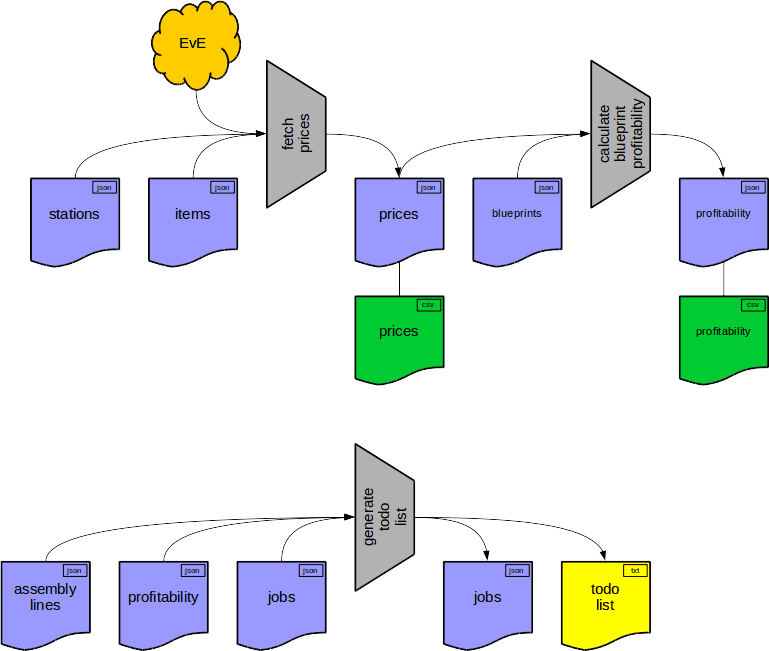 EvE
fetch
prices
calculate
blueprint
profitability
json
stations
json
items
json
prices
json
blueprints
json
profitability
csv
prices
csv
profitability
generate
todo
list
json
assembly
lines
json
profitability
json
jobs
json
jobs
txt
todo
list